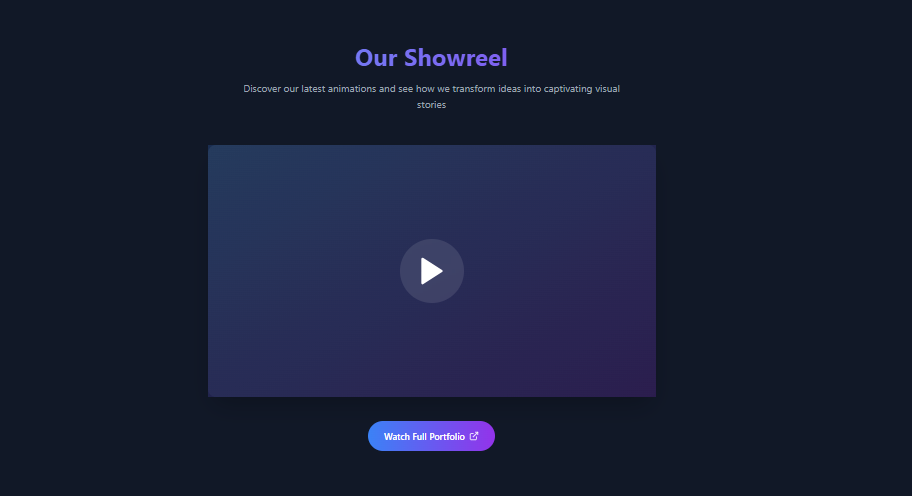 Our Showreel
Discover our latest animations and see how we transform ideas into captivating visual
stories
Watch Full Portfolio